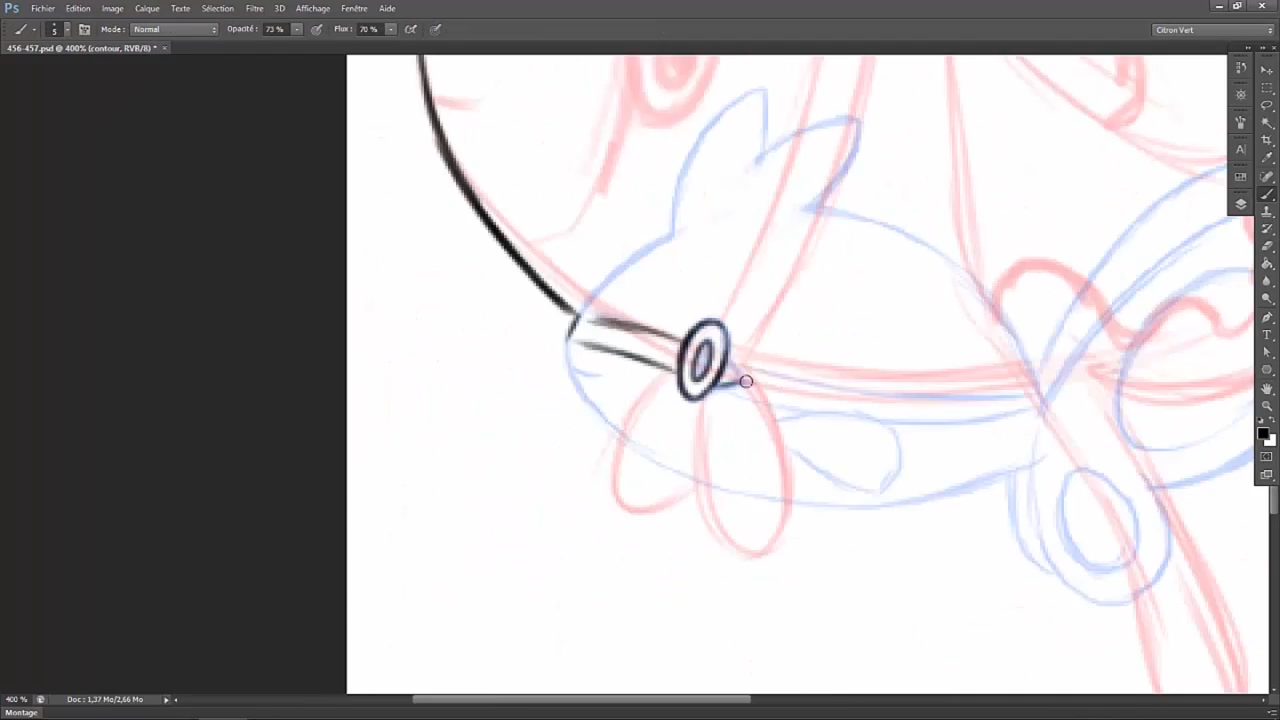 Ps Fichier Edition Image Calque Texte Sélection Filtre 3D Affichage Fenêtre Aide
5 Mode : Normal Opacité : 73 % Flux : 70 % Citron Vert
456-457.psd @ 400% (contour, RVB/8) * ×
400 % Doc : 1,37 Mo/2,66 Mo
Montage